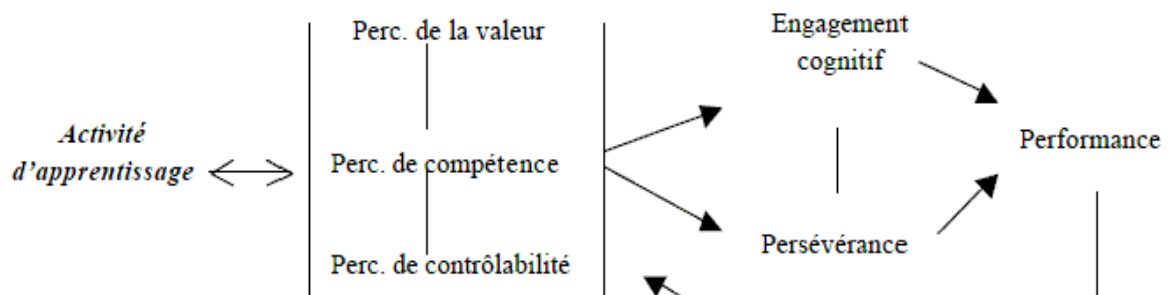 Perc. de la valeur
Engagement
cognitif
Activité
d'apprentissage
Perc. de compétence
Performance
Persévérance
Perc. de contrôlabilité